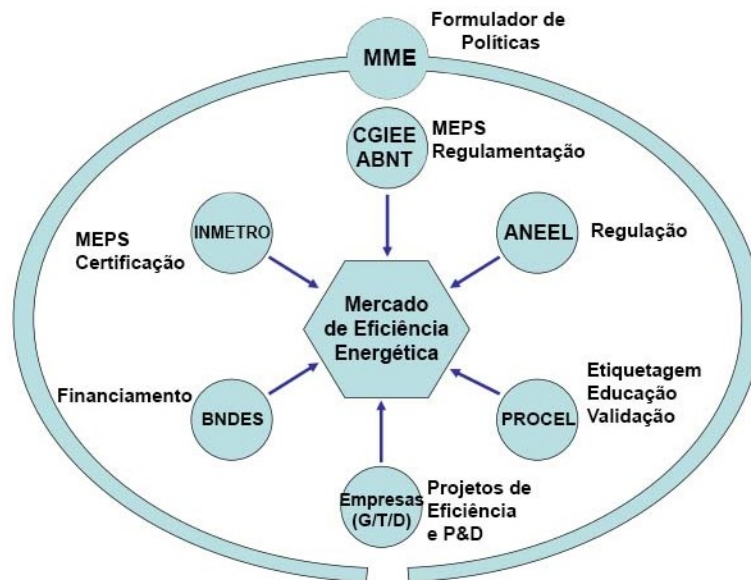 Formulador de
Políticas
MME
CGIEE
ABNT
MEPS
Regulamentação
INMETRO
MEPS
Certificação
ANEEL
Regulação
Mercado
de Eficiência
Energética
Financiamento
BNDES
PROCEL
Etiquetagem
Educação
Validação
Empresas
(G/T/D)
Projetos de
Eficiência
e P&D